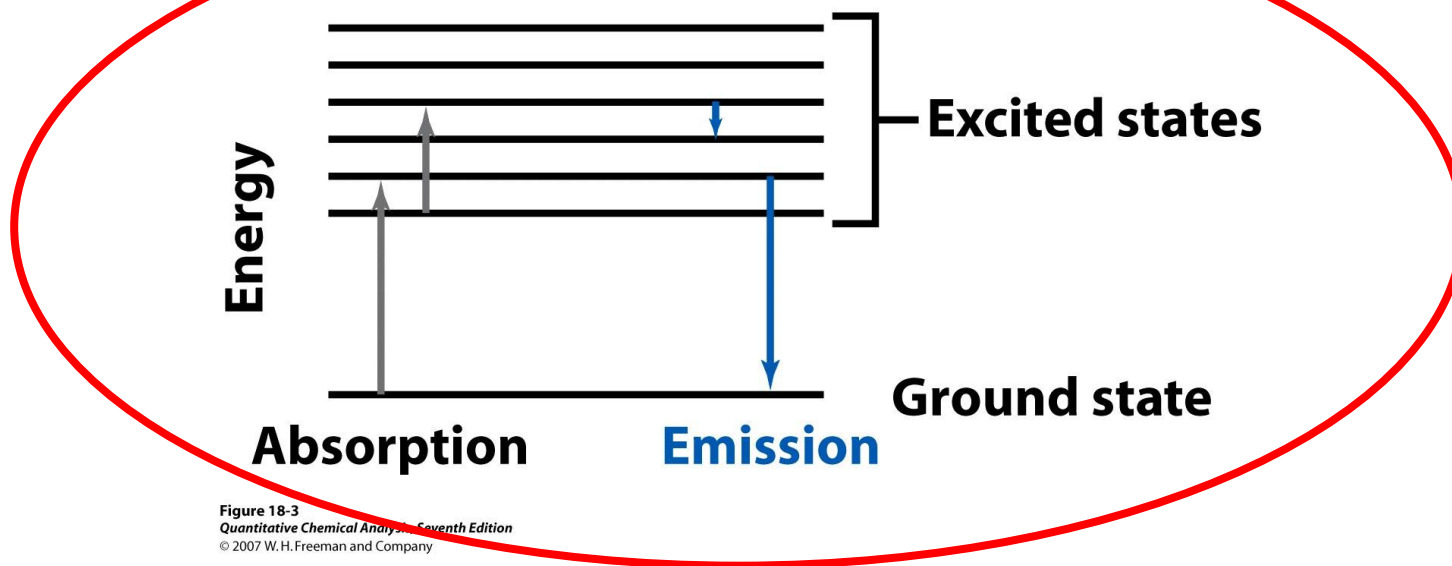 Excited states
Energy
Ground state
Absorption
Emission
Figure 18-3
Quantitative Chemical Analysis, Seventh Edition
© 2007 W. H. Freeman and Company